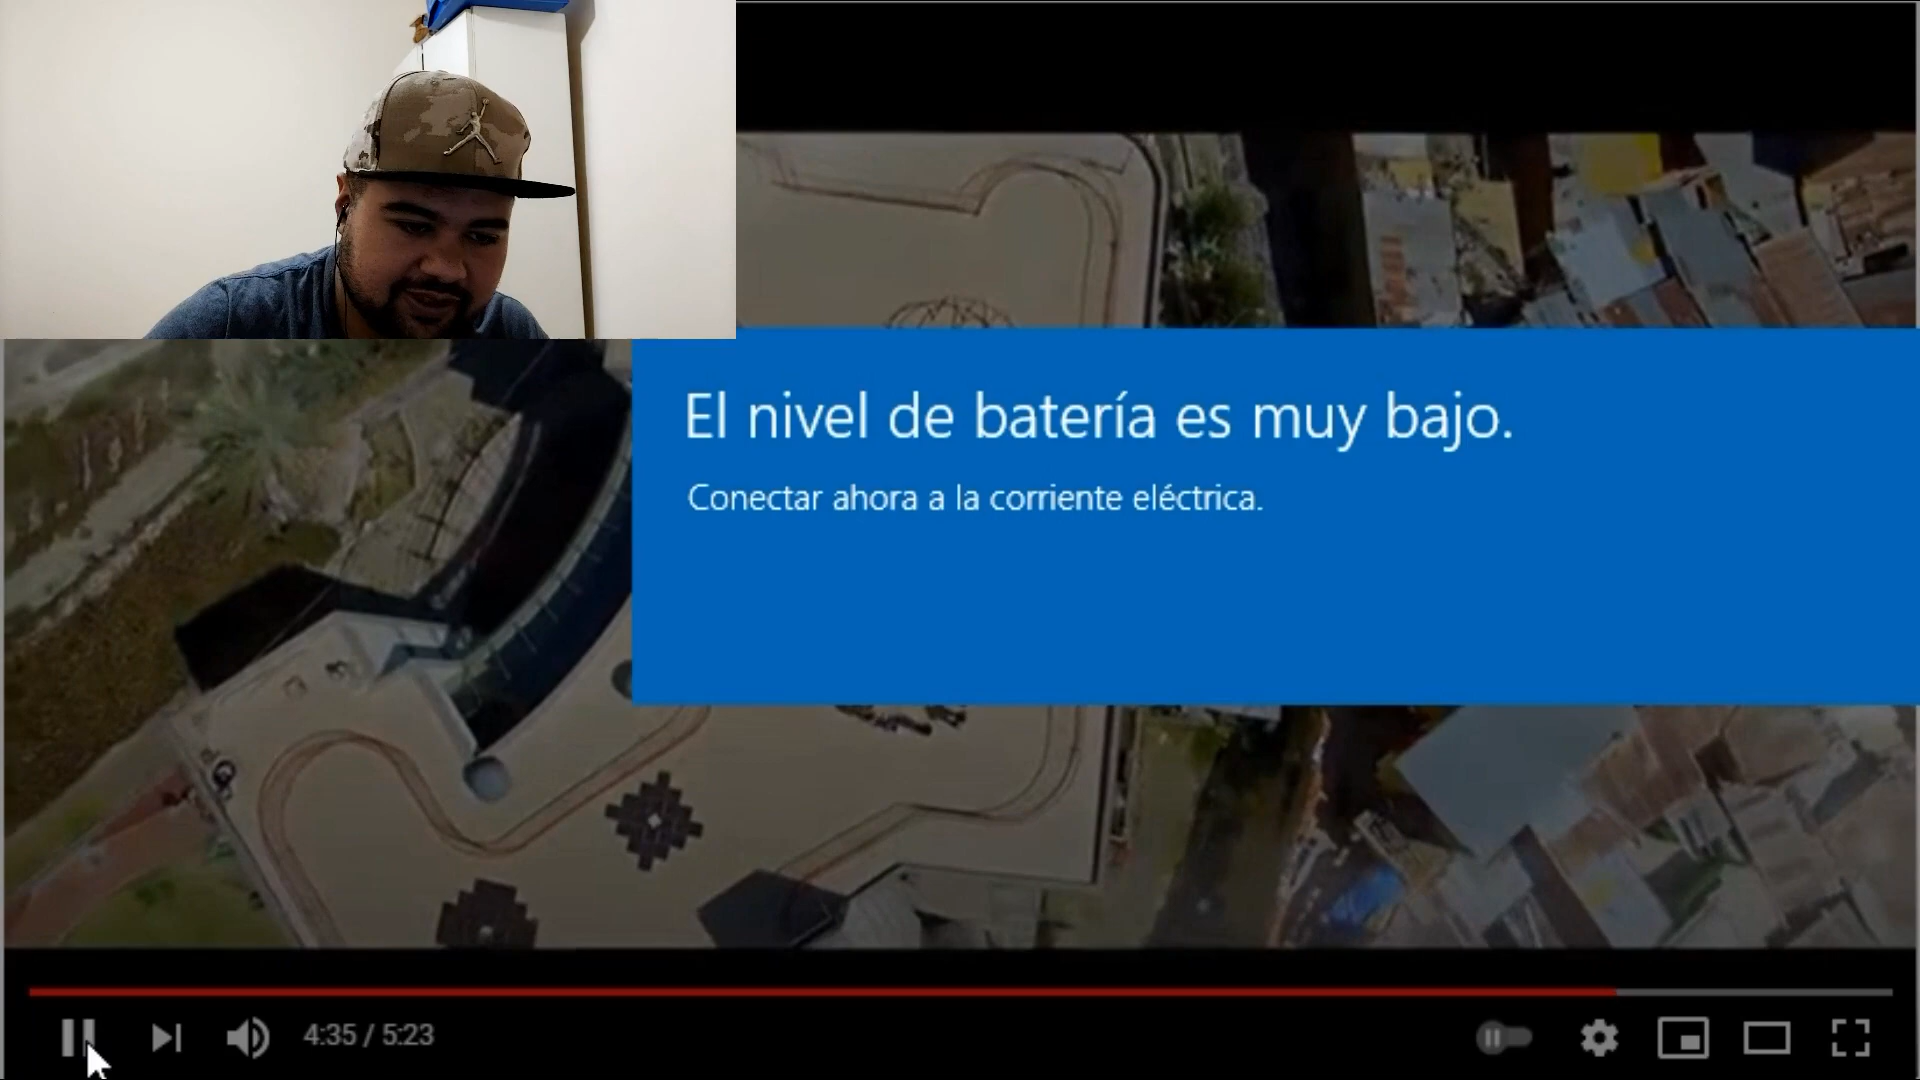 El nivel de batería es muy bajo.
Conectar ahora a la corriente eléctrica.
4:35 / 5:23